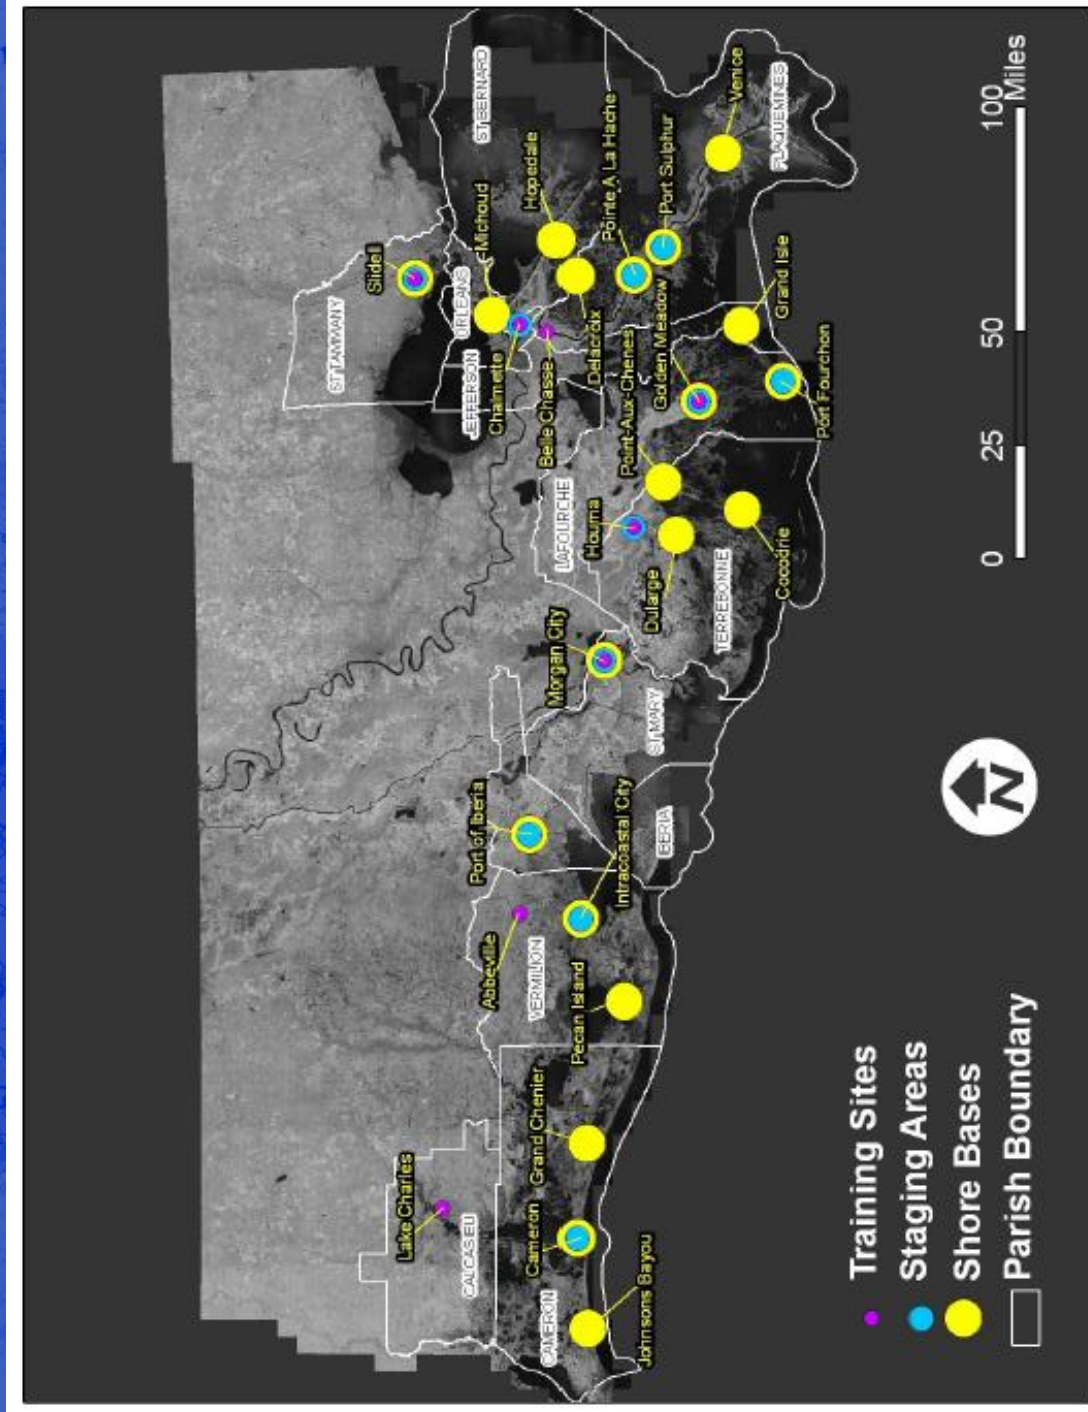 ST TAMMANY
Slidell
Lake Charles
ORLEANS
CALCASIEU
JEFFERSON
Port of Iberia
Michoud
ST BERNARD
Abbeville
Chalmette
Cameron
Hopedale
Grand Chenier
VERMILION
Belle Chasse
CAMERON
Morgan City
LAFOURCHE
Pecan Island
Houma
Delacroix
Pointe A La Hache
Intracoastal City
Point-Aux-Chenes
Johnsons Bayou
Dularge
ST MARY
Golden Meadow
Port Sulphur
IBERIA
TERREBONNE
Venice
PLAQUEMINES
Cocodrie
Grand Isle
Port Fourchon
Training Sites
Staging Areas
Shore Bases
Parish Boundary
N
0 25 50 100
Miles